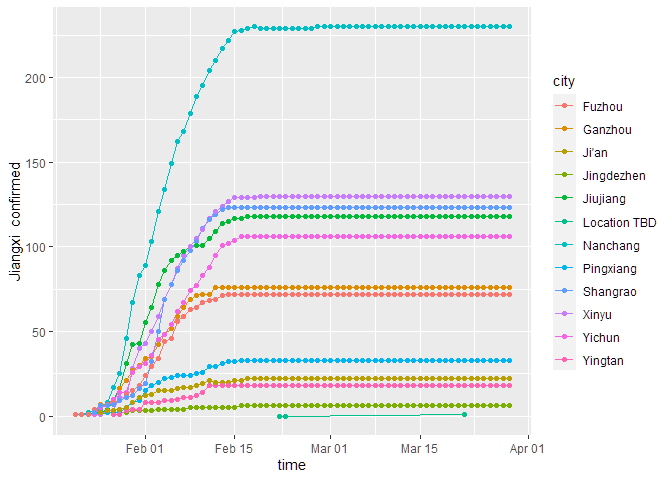 200
150
100
50
0
Jiangxi confirmed
Feb 01 Feb 15 Mar 01 Mar 15 Apr 01
time
city
Fuzhou
Ganzhou
Ji'an
Jingdezhen
Jiujiang
Location TBD
Nanchang
Pingxiang
Shangrao
Xinyu
Yichun
Yingtan